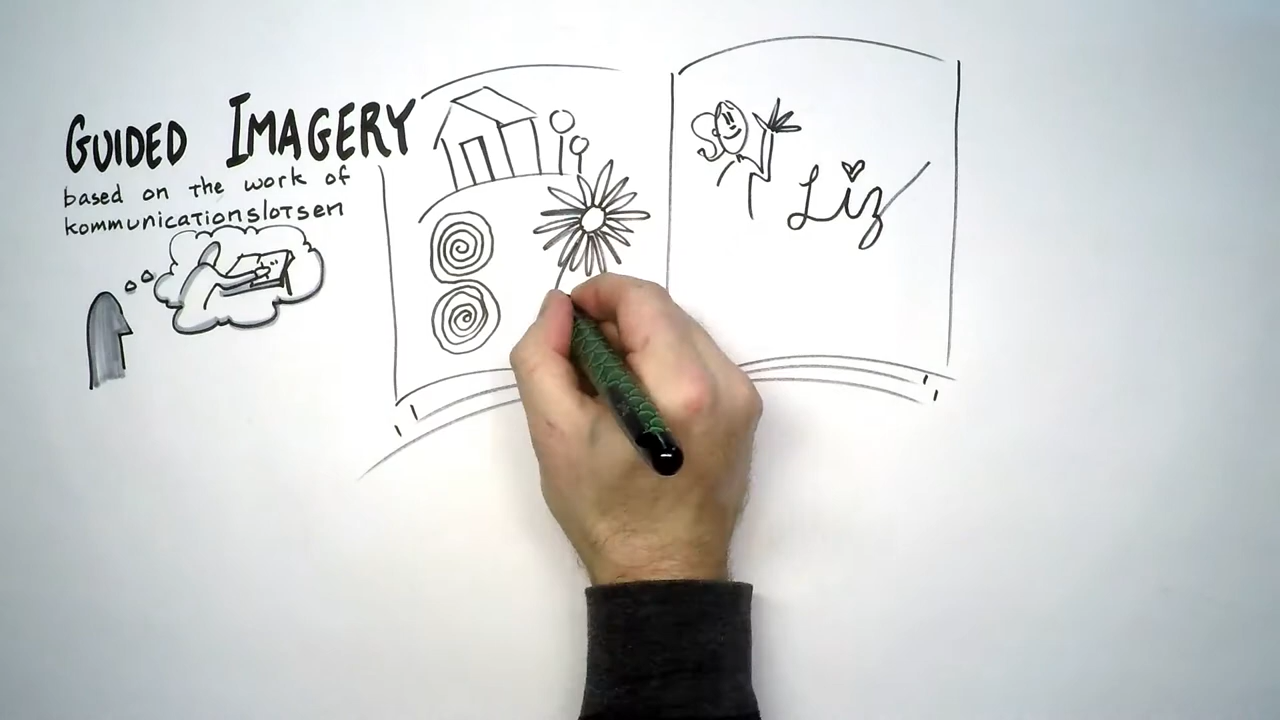 GUIDED IMAGERY
based on the work of
kommunicationslotsen
Liz